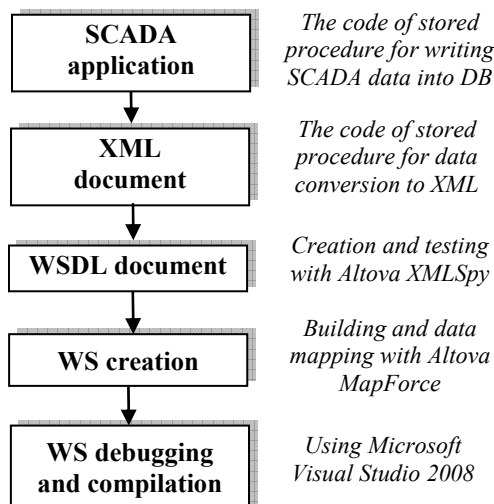 SCADA
application
The code of stored
procedure for writing
SCADA data into DB
XML
document
The code of stored
procedure for data
conversion to XML
WSDL document
Creation and testing
with Altova XMLSpy
WS creation
Building and data
mapping with Altova
MapForce
WS debugging
and compilation
Using Microsoft
Visual Studio 2008